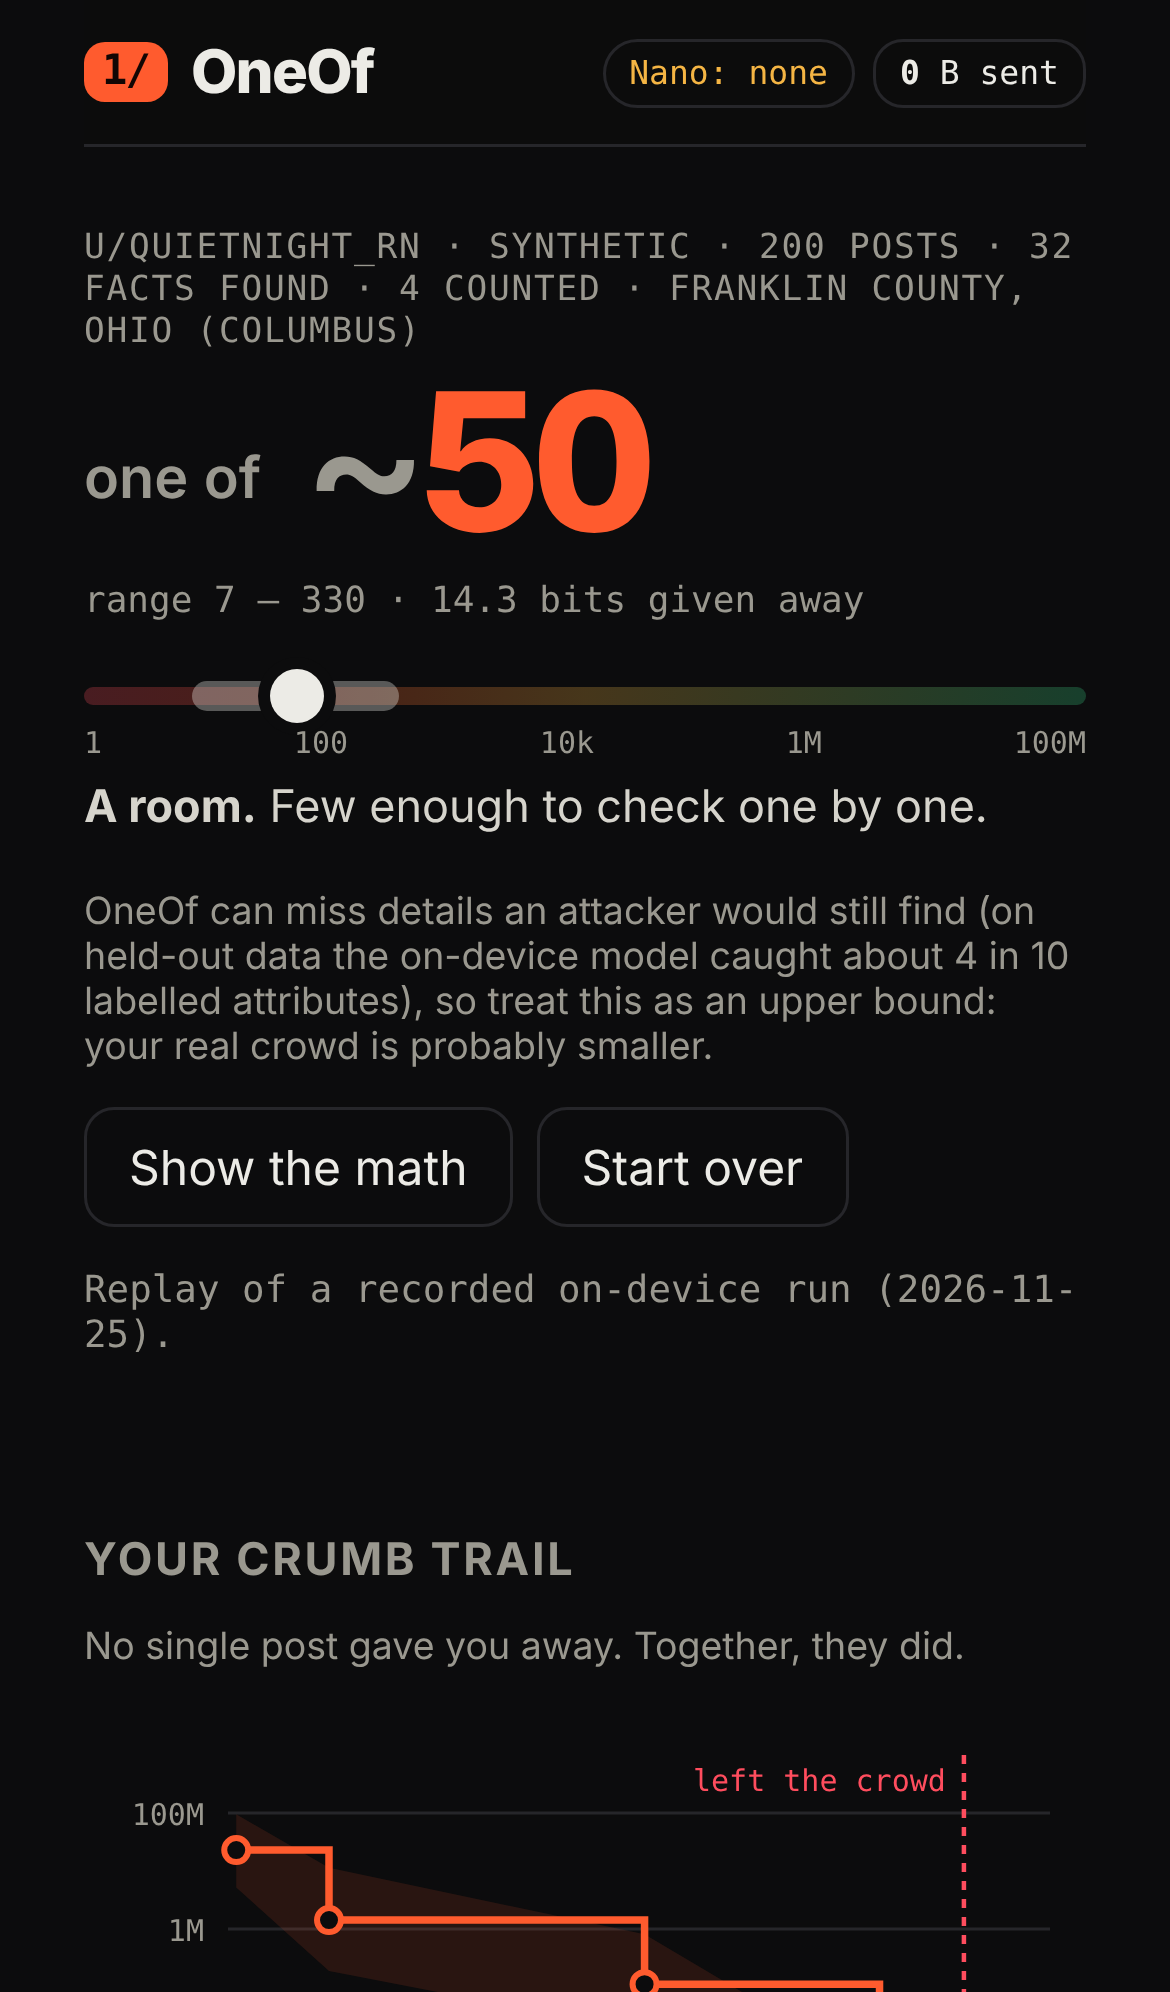 1/ OneOf Nano: none 0 B sent
U/QUIETNIGHT_RN · SYNTHETIC · 200 POSTS · 32
FACTS FOUND · 4 COUNTED · FRANKLIN COUNTY,
OHIO (COLUMBUS)
one of ~50
range 7 – 330 · 14.3 bits given away
1 100 10k 1M 100M
A room. Few enough to check one by one.
OneOf can miss details an attacker would still find (on
held-out data the on-device model caught about 4 in 10
labelled attributes), so treat this as an upper bound:
your real crowd is probably smaller.
Show the math Start over
Replay of a recorded on-device run (2026-11-
25).
YOUR CRUMB TRAIL
No single post gave you away. Together, they did.
left the crowd
100M
1M